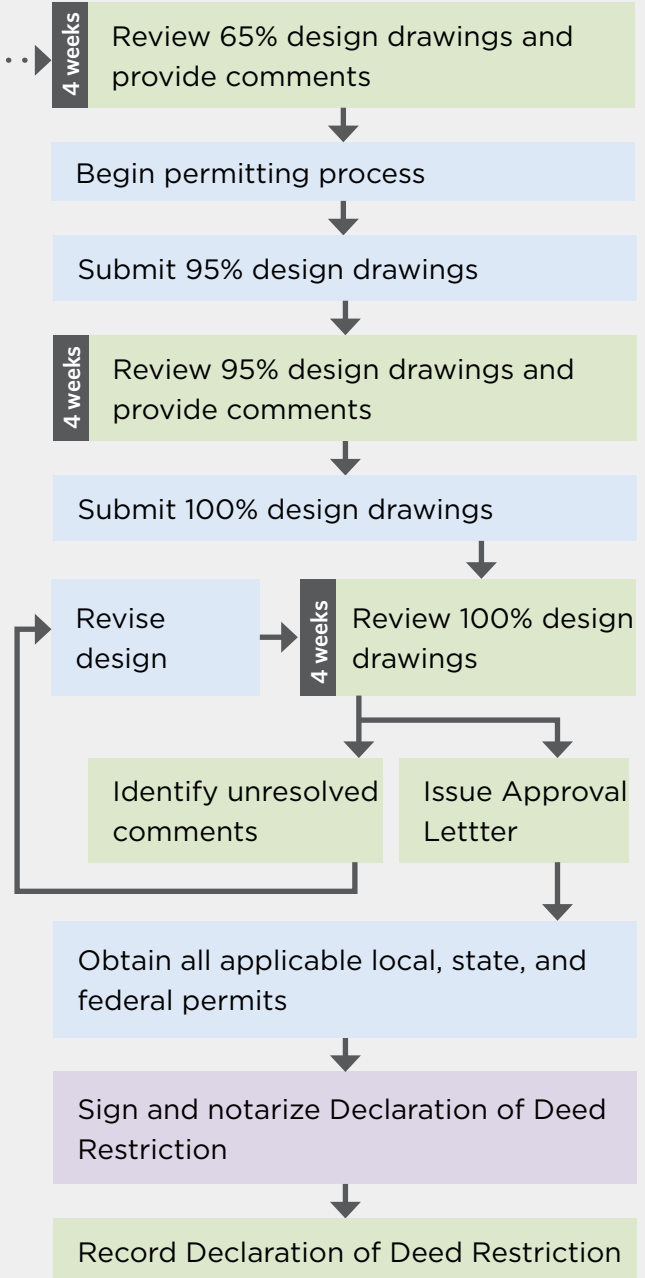 4 weeks
Review 65% design drawings and
provide comments
Begin permitting process
Submit 95% design drawings
4 weeks
Review 95% design drawings and
provide comments
Submit 100% design drawings
Revise
design
4 weeks
Review 100% design
drawings
Identify unresolved
comments
Issue Approval
Lettter
Obtain all applicable local, state, and
federal permits
Sign and notarize Declaration of Deed
Restriction
Record Declaration of Deed Restriction